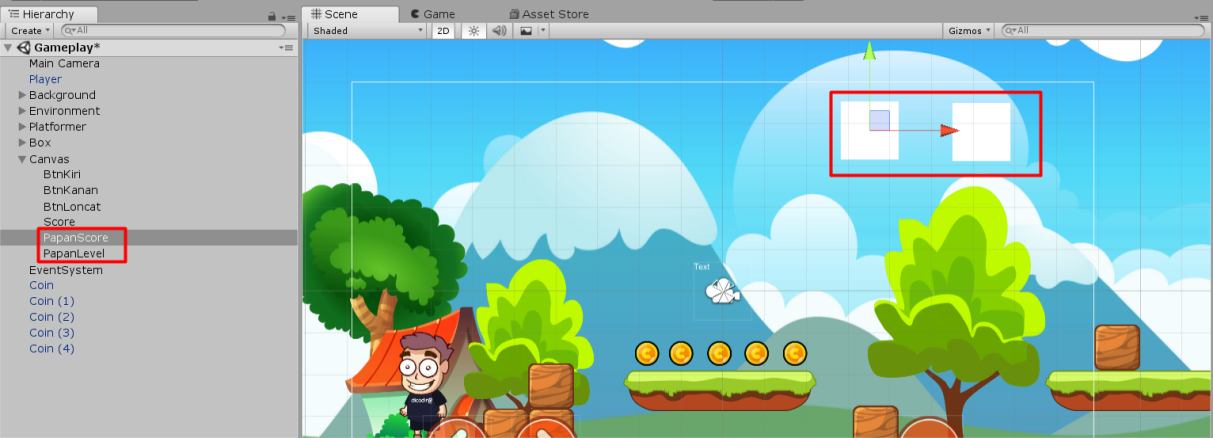 Hierarchy
Create
All
Gameplay*
Main Camera
Player
Background
Environment
Platformer
Box
Canvas
BtnKiri
BtnKanan
BtnLoncat
Score
PapanScore
PapanLevel
EventSystem
Coin
Coin (1)
Coin (2)
Coin (3)
Coin (4)
Scene
Game
Asset Store
Shaded
2D
Gizmos
All
Text
dicoding